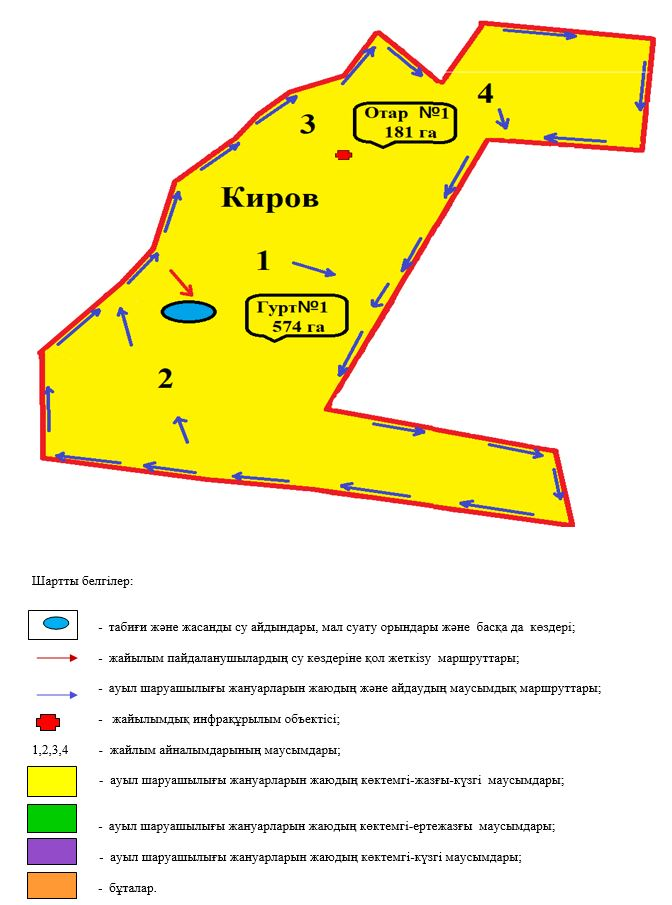 4
3
Отар №1
181 га
Киров
1
Гурт№1
574 га
2
Шартты белгілер:
- табиғи және жасанды су айдындары, мал суату орындары және басқа да көздері;
- жайылым пайдаланушылардың су көздеріне қол жеткізу маршруттары;
- ауыл шаруашылығы жануарларын жаюдың және айдаудың маусымдық маршруттары;
- жайылымдық инфрақұрылым объектісі;
1,2,3,4 - жайлым айналымдарының маусымдары;
- ауыл шаруашылығы жануарларын жаюдың көктемгі-жазғы-күзгі маусымдары;
- ауыл шаруашылығы жануарларын жаюдың көктемгі-ертежазғы маусымдары;
- ауыл шаруашылығы жануарларын жаюдың көктемгі-күзгі маусымдары;
- бұталар.